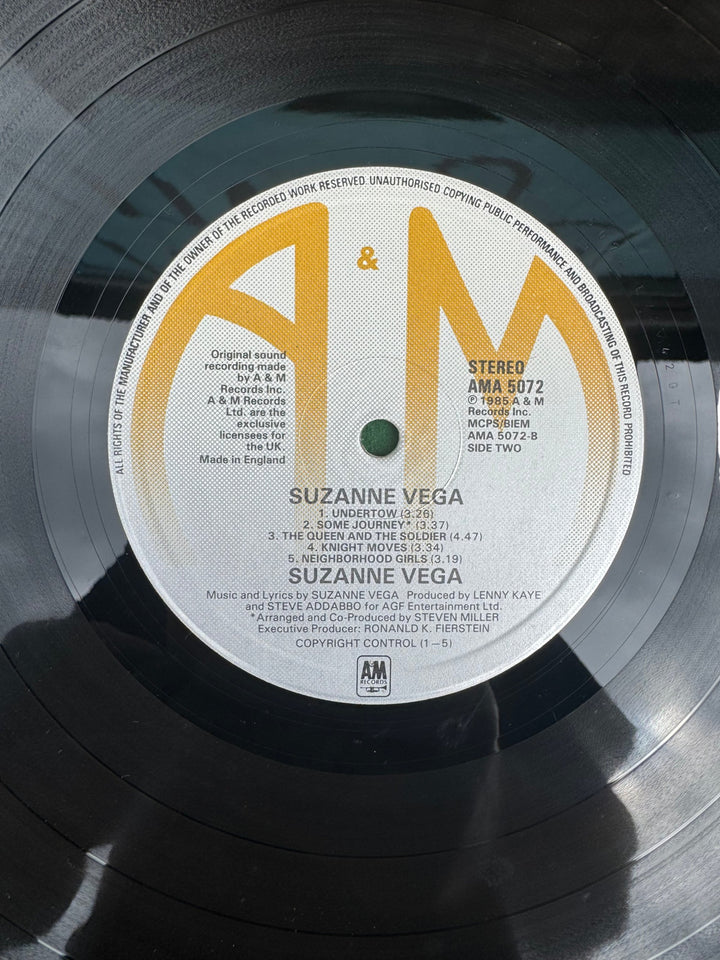 ALL RIGHTS OF THE MANUFACTURER AND OF THE OWNER OF THE RECORDED WORK RESERVED. UNAUTHORISED COPYING PUBLIC PERFORMANCE AND BROADCASTING OF THIS RECORD PROHIBITED
A & M
Original sound
recording made
by A & M
Records Inc.
A & M Records
Ltd. are the
exclusive
licensees for
the UK.
Made in England
STEREO
AMA 5072
℗ 1985 A & M
Records Inc.
MCPS/BIEM
AMA 5072-B
SIDE TWO
SUZANNE VEGA
1. UNDERTOW (3.26)
2. SOME JOURNEY* (3.37)
3. THE QUEEN AND THE SOLDIER (4.47)
4. KNIGHT MOVES (3.34)
5. NEIGHBORHOOD GIRLS (3.19)
SUZANNE VEGA
Music and Lyrics by SUZANNE VEGA Produced by LENNY KAYE
and STEVE ADDABBO for AGF Entertainment Ltd.
*Arranged and Co-Produced by STEVEN MILLER
Executive Producer: RONANLD K. FIERSTEIN
COPYRIGHT CONTROL (1–5)
AM
RECORDS